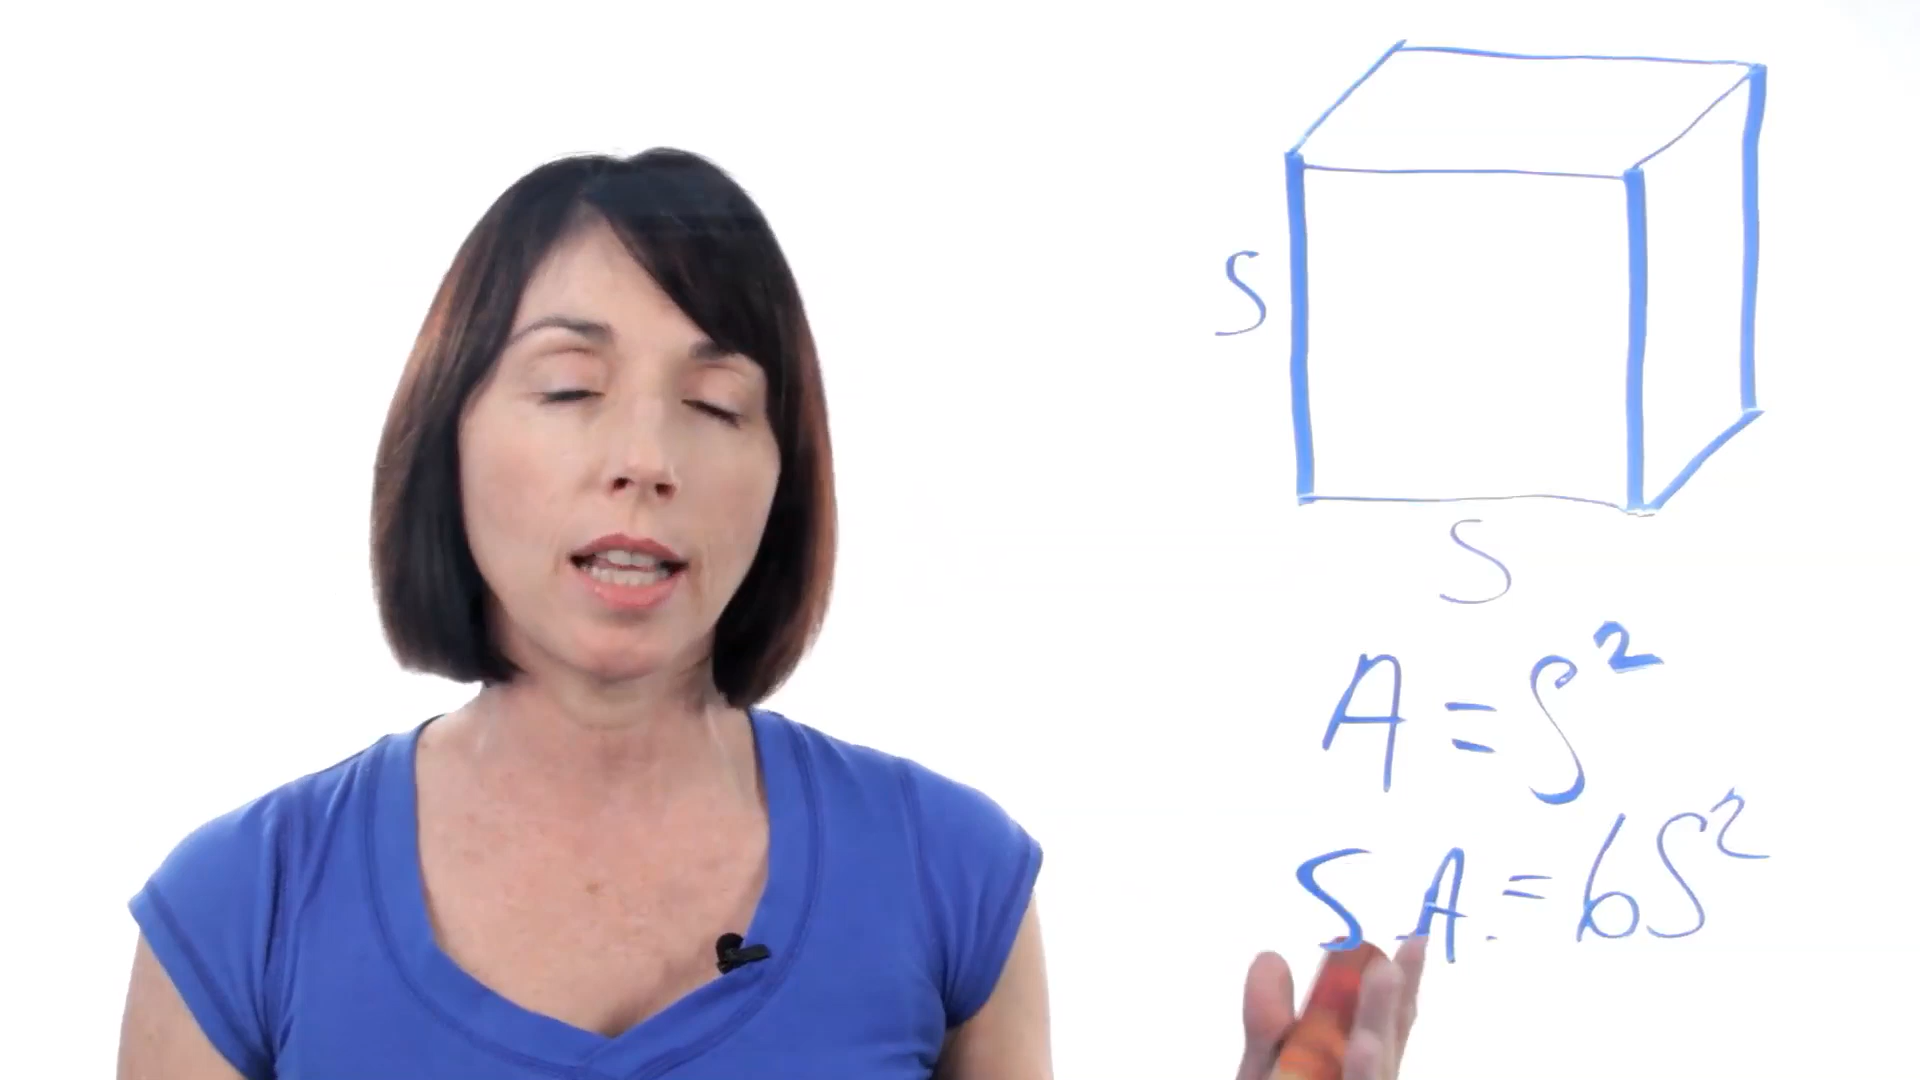 S
S
A = S²
S.A. = 6S²